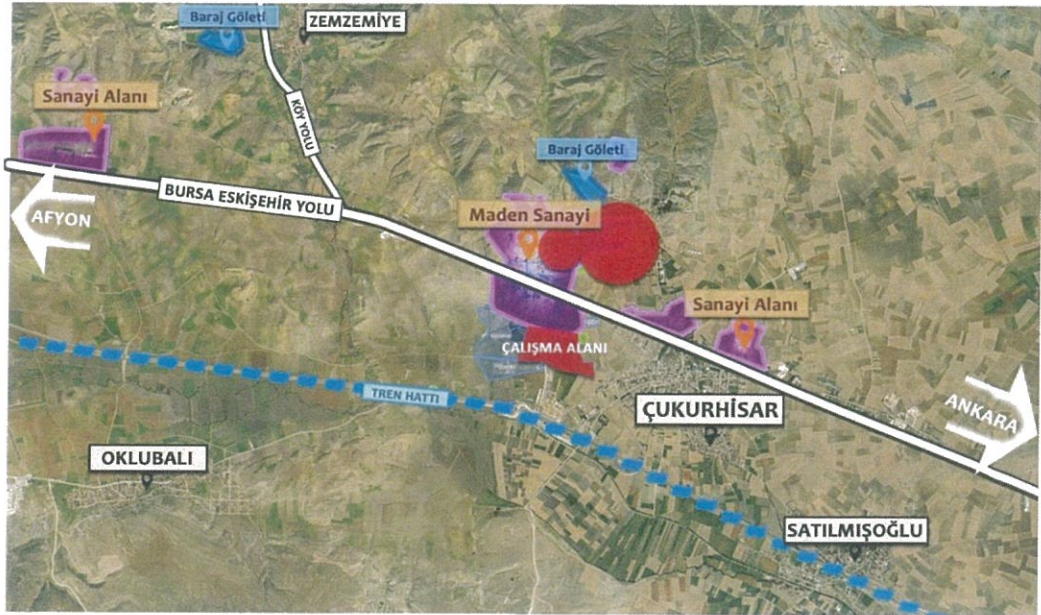 Baraj Göleti
ZEMZEMİYE
Sanayi Alanı
KÖY YOLU
Baraj Göleti
BURSA ESKİŞEHİR YOLU
AFYON
Maden Sanayi
Sanayi Alanı
ÇALIŞMA ALANI
TREN HATTI
ÇUKURHİSAR
ANKARA
OKLUBALI
SATILMIŞOĞLU